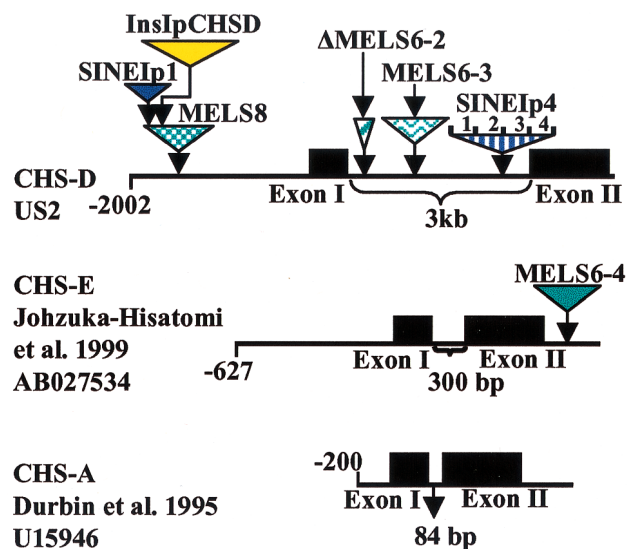 InsIpCHSD
ΔMELS6-2
SINEIp1
MELS6-3
MELS8
SINEIp4
1 2 3 4
CHS-D
US2
-2002
Exon I
3kb
Exon II
MELS6-4
CHS-E
Johzuka-Hisatomi
et al. 1999
AB027534
-627
Exon I
300 bp
Exon II
CHS-A
Durbin et al. 1995
U15946
-200
Exon I
Exon II
84 bp